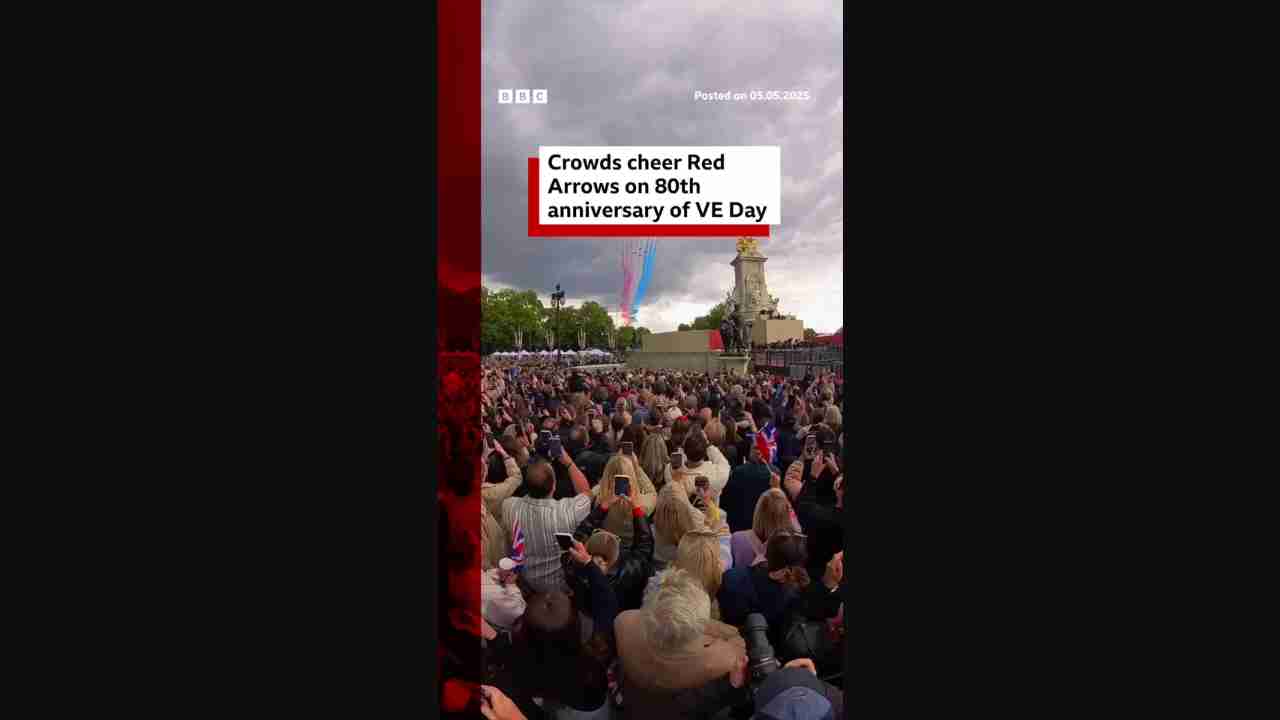 BBC
Posted on 05.05.2025
Crowds cheer Red
Arrows on 80th
anniversary of VE Day